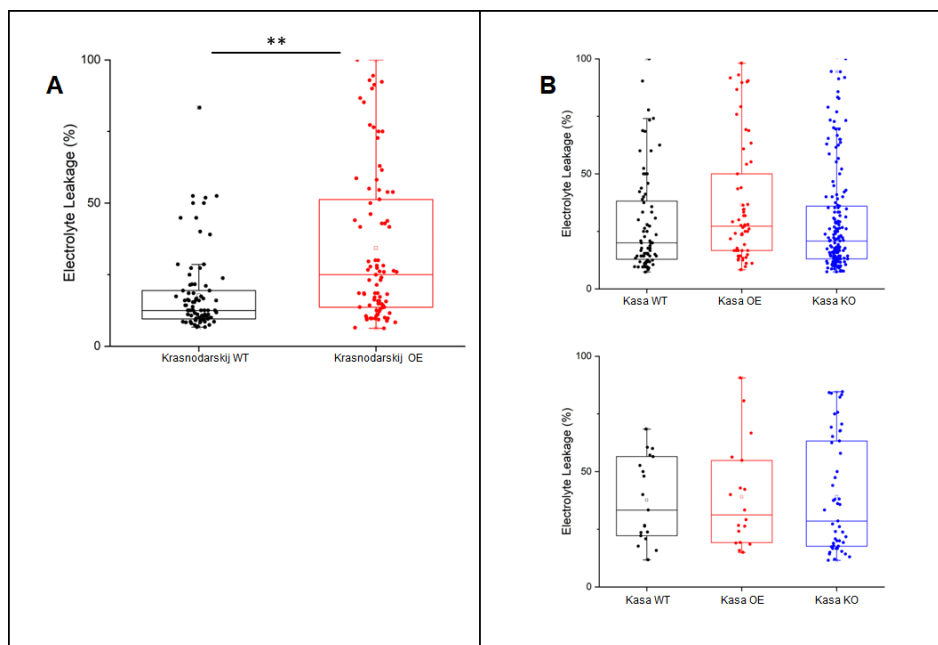 A
**
Electrolyte Leakage (%)
100
50
0
Krasnodarskij WT
Krasnodarskij OE
B
Electrolyte Leakage (%)
100
50
0
Kasa WT
Kasa OE
Kasa KO
Electrolyte Leakage (%)
100
50
0
Kasa WT
Kasa OE
Kasa KO